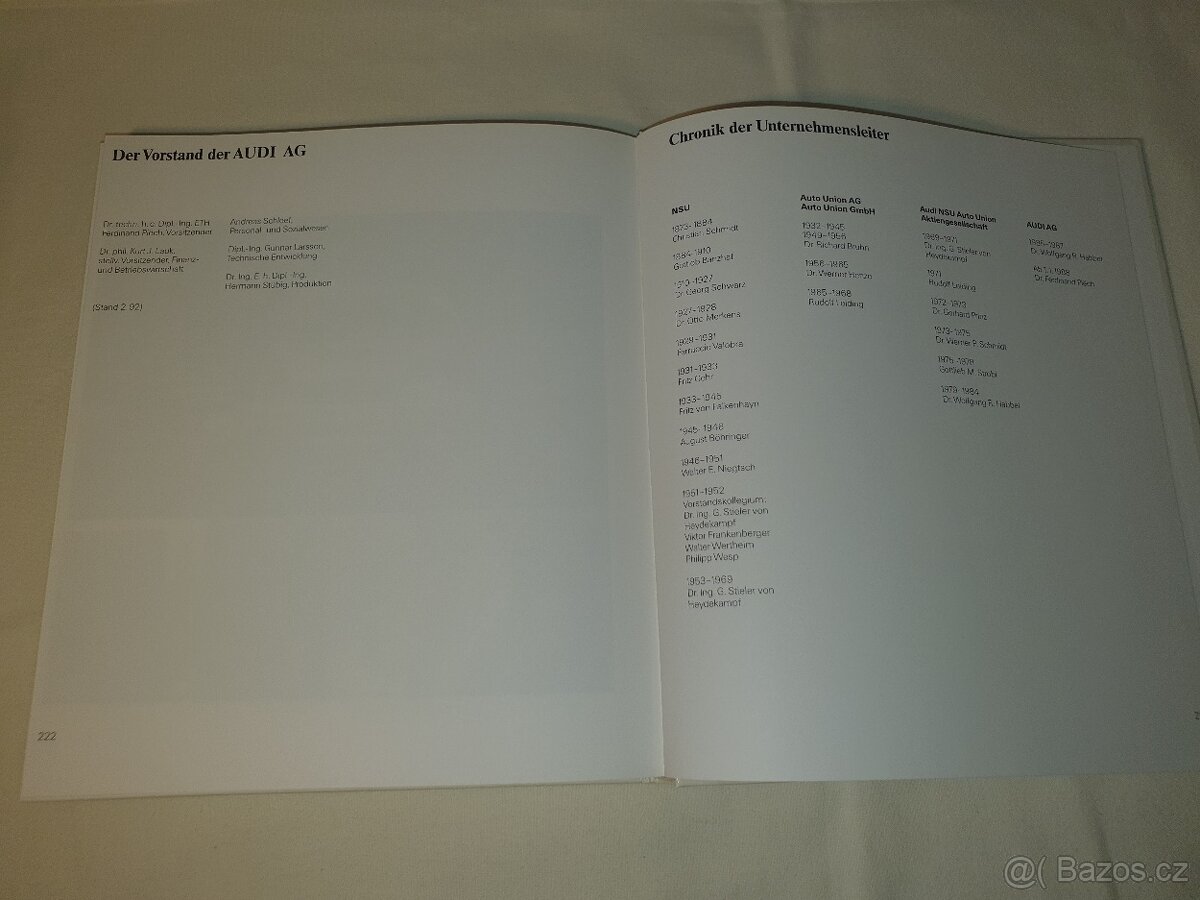 Der Vorstand der AUDI AG
Dr. techn. h. c. Dipl.-Ing. ETH
Ferdinand Piëch, Vorsitzender
Dr. phil. Kurt J. Lauk,
stellv. Vorsitzender, Finanz-
und Betriebswirtschaft
(Stand 2.92)
Andreas Schleef,
Personal- und Sozialwesen
Dipl.-Ing. Gunnar Larsson,
Technische Entwicklung
Dr. Ing. E. h. Dipl.-Ing.
Hermann Stübig, Produktion
222
Chronik der Unternehmensleiter
NSU
1873–1884
Christian Schmidt
1884–1910
Gottlob Banzhaf
1910–1927
Dr. Georg Schwarz
1927–1928
Dr. Otto Merkens
1929–1931
Valobra
1931–1933
Fritz Gehr
1933–1945
Fritz von Falkenhayn
1945–1946
August Böhringer
1946–1951
Walter E. Niegtsch
1951–1952
Vorstandskollegium:
Dr. Ing. G. Stieler von
Heydekampf
Viktor Frankenberger
Walter Wertheim
Philipp Wesp
1953–1969
Dr. Ing. G. Stieler von
Heydekampf
Auto Union AG
Auto Union GmbH
1932–1945
1949–1956
Dr. Richard Bruhn
1956–1965
Dr. Werner Henze
1965–1968
Rudolf Leiding
Audi NSU Auto Union
Aktiengesellschaft
1969–1971
Dr. Ing. G. Stieler von
Heydekampf
1971
Rudolf Leiding
1972–1973
Dr. Gerhard Prinz
1973–1975
Dr. Werner P. Schmidt
1975–1978
Gottlieb M. Strobl
1979–1984
Dr. Wolfgang R. Habbel
AUDI AG
1985–1987
Dr. Wolfgang R. Habbel
Ab 1.1.1988
Dr. Ferdinand Piëch
@( Bazos.cz